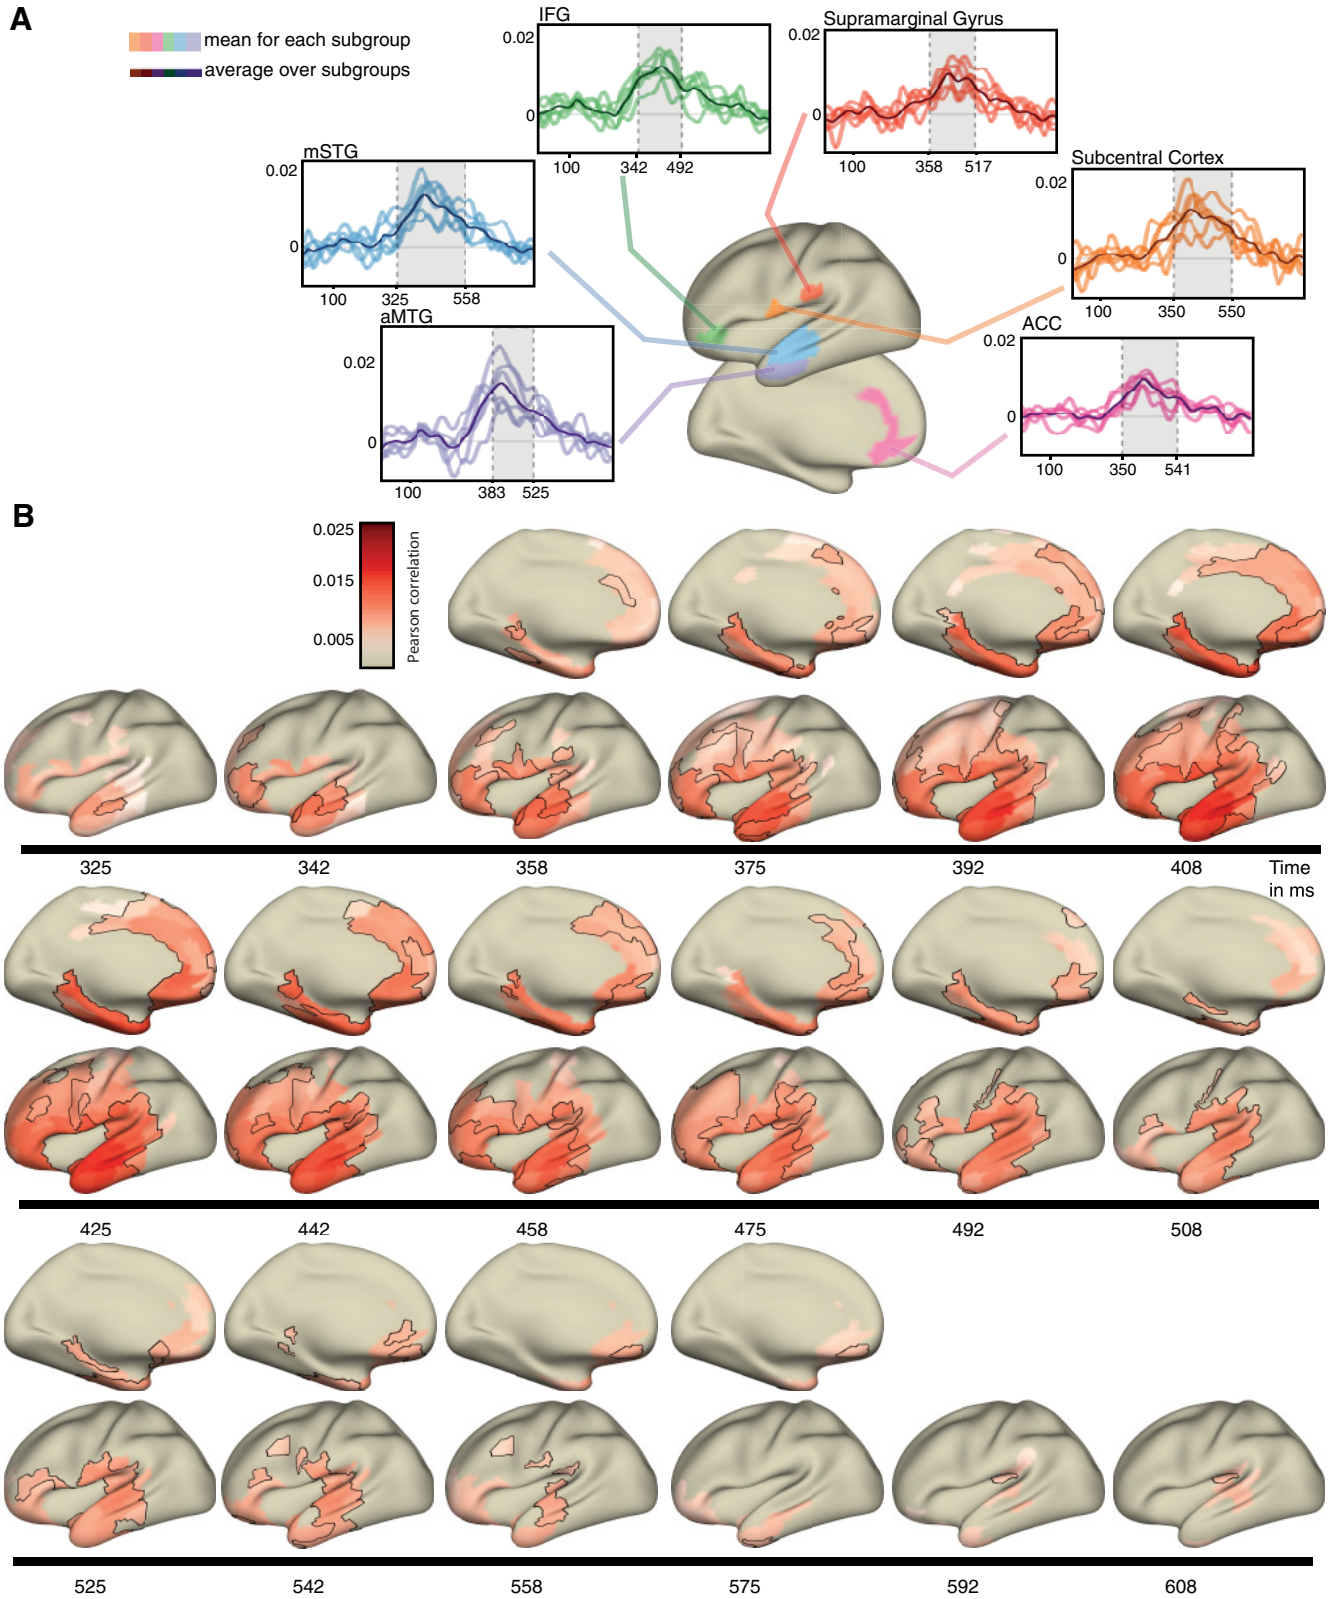 A
mean for each subgroup
average over subgroups
IFG
0.02
0
100 342 492
Supramarginal Gyrus
0.02
0
100 358 517
mSTG
0.02
0
100 325 558
Subcentral Cortex
0.02
0
100 350 550
aMTG
0.02
0
100 383 525
ACC
0.02
0
100 350 541
B
0.025
0.015
0.005
Pearson correlation
325 342 358 375 392 408 Time
in ms
425 442 458 475 492 508
525 542 558 575 592 608